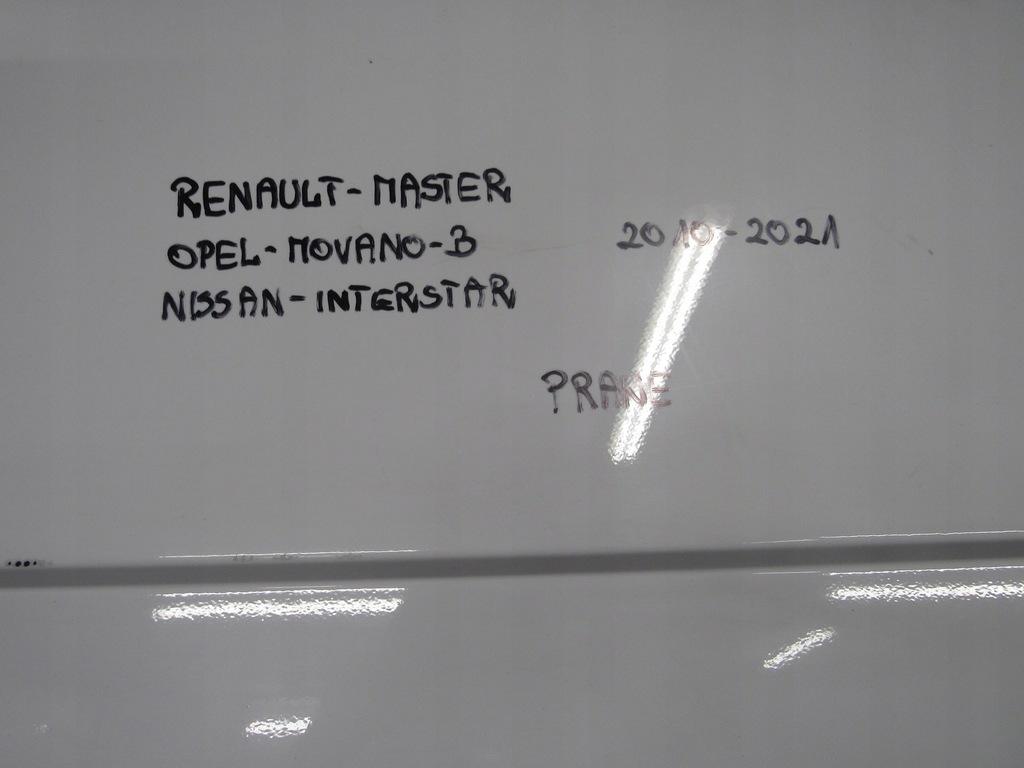 RENAULT-MASTER
OPEL-MOVANO-B
2010-2021
NISSAN-INTERSTAR
PRAWE